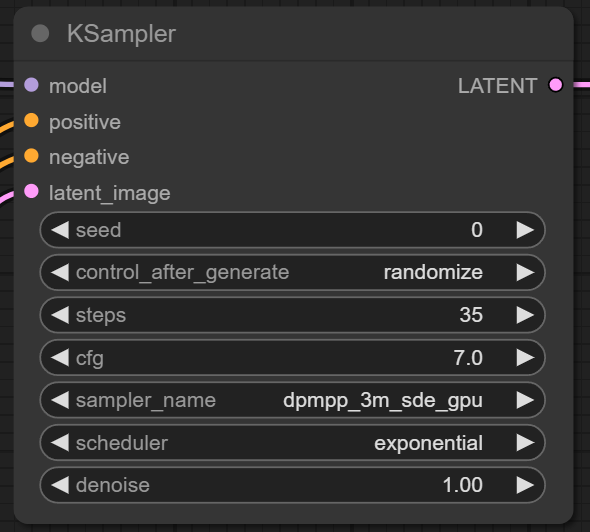 KSampler
model LATENT
positive
negative
latent_image
seed 0
control_after_generate randomize
steps 35
cfg 7.0
sampler_name dpmpp_3m_sde_gpu
scheduler exponential
denoise 1.00